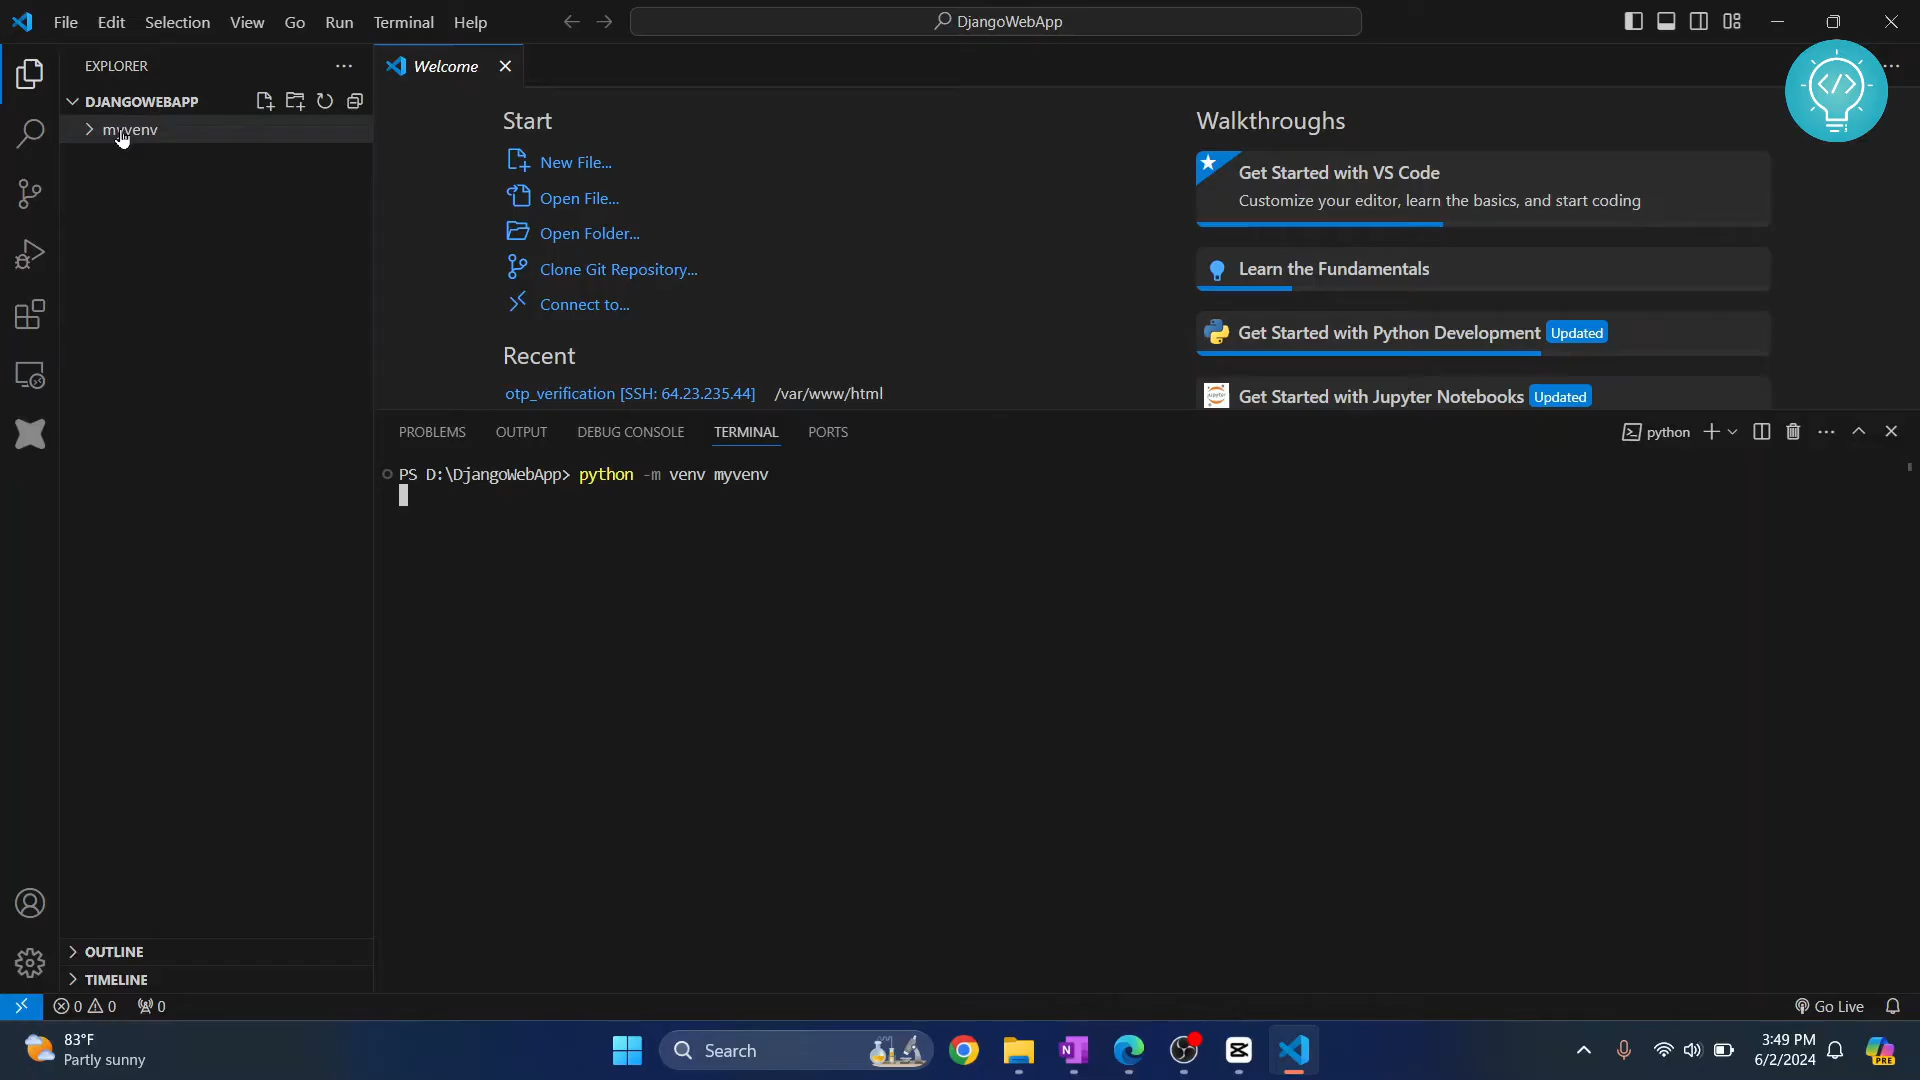 File Edit Selection View Go Run Terminal Help
DjangoWebApp
EXPLORER
Welcome
DJANGOWEBAPP
myvenv
Start
New File...
Open File...
Open Folder...
Clone Git Repository...
Connect to...
Recent
otp_verification [SSH: 64.23.235.44] /var/www/html
Walkthroughs
Get Started with VS Code
Customize your editor, learn the basics, and start coding
Learn the Fundamentals
Get Started with Python Development Updated
Get Started with Jupyter Notebooks Updated
PROBLEMS OUTPUT DEBUG CONSOLE TERMINAL PORTS
python
PS D:\DjangoWebApp> python -m venv myvenv
OUTLINE
TIMELINE
0 0 0
Go Live
83°F
Partly sunny
Search
3:49 PM
6/2/2024
PRE